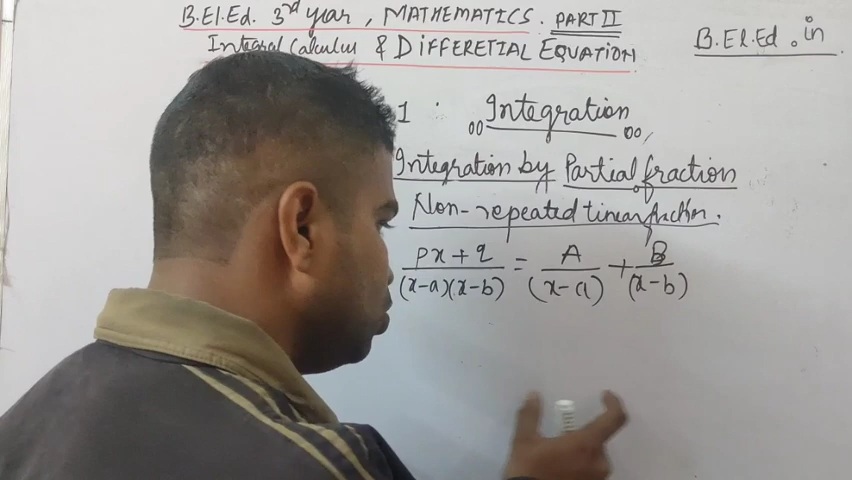 B.El.Ed. 3rd year, MATHEMATICS. PART II
Integral Calculus & DIFFERETIAL EQUATION
B.El.Ed.in
1 : Integration
Integration by Partial fraction
Non-repeated linear fraction.
px+q/(x-a)(x-b) = A/(x-a) + B/(x-b)